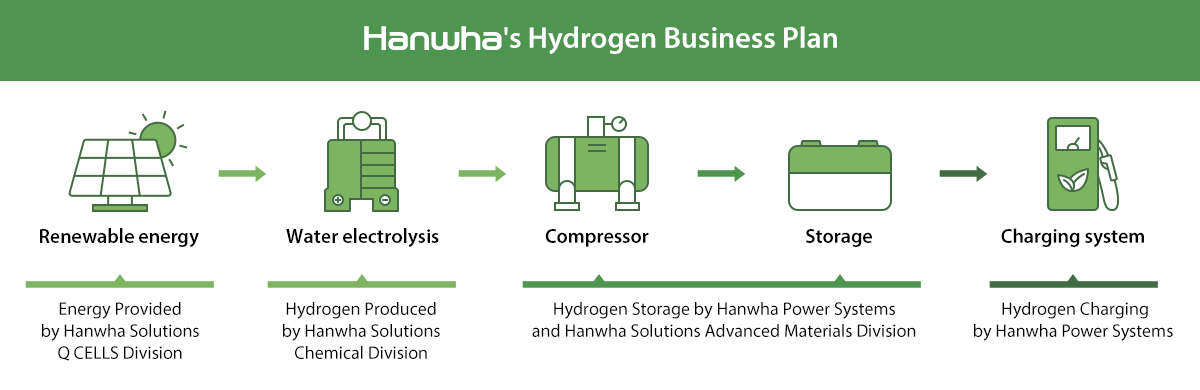 Hanwha's Hydrogen Business Plan
Renewable energy
Water electrolysis
Compressor
Storage
Charging system
Energy Provided
by Hanwha Solutions
Q CELLS Division
Hydrogen Produced
by Hanwha Solutions
Chemical Division
Hydrogen Storage by Hanwha Power Systems
and Hanwha Solutions Advanced Materials Division
Hydrogen Charging
by Hanwha Power Systems